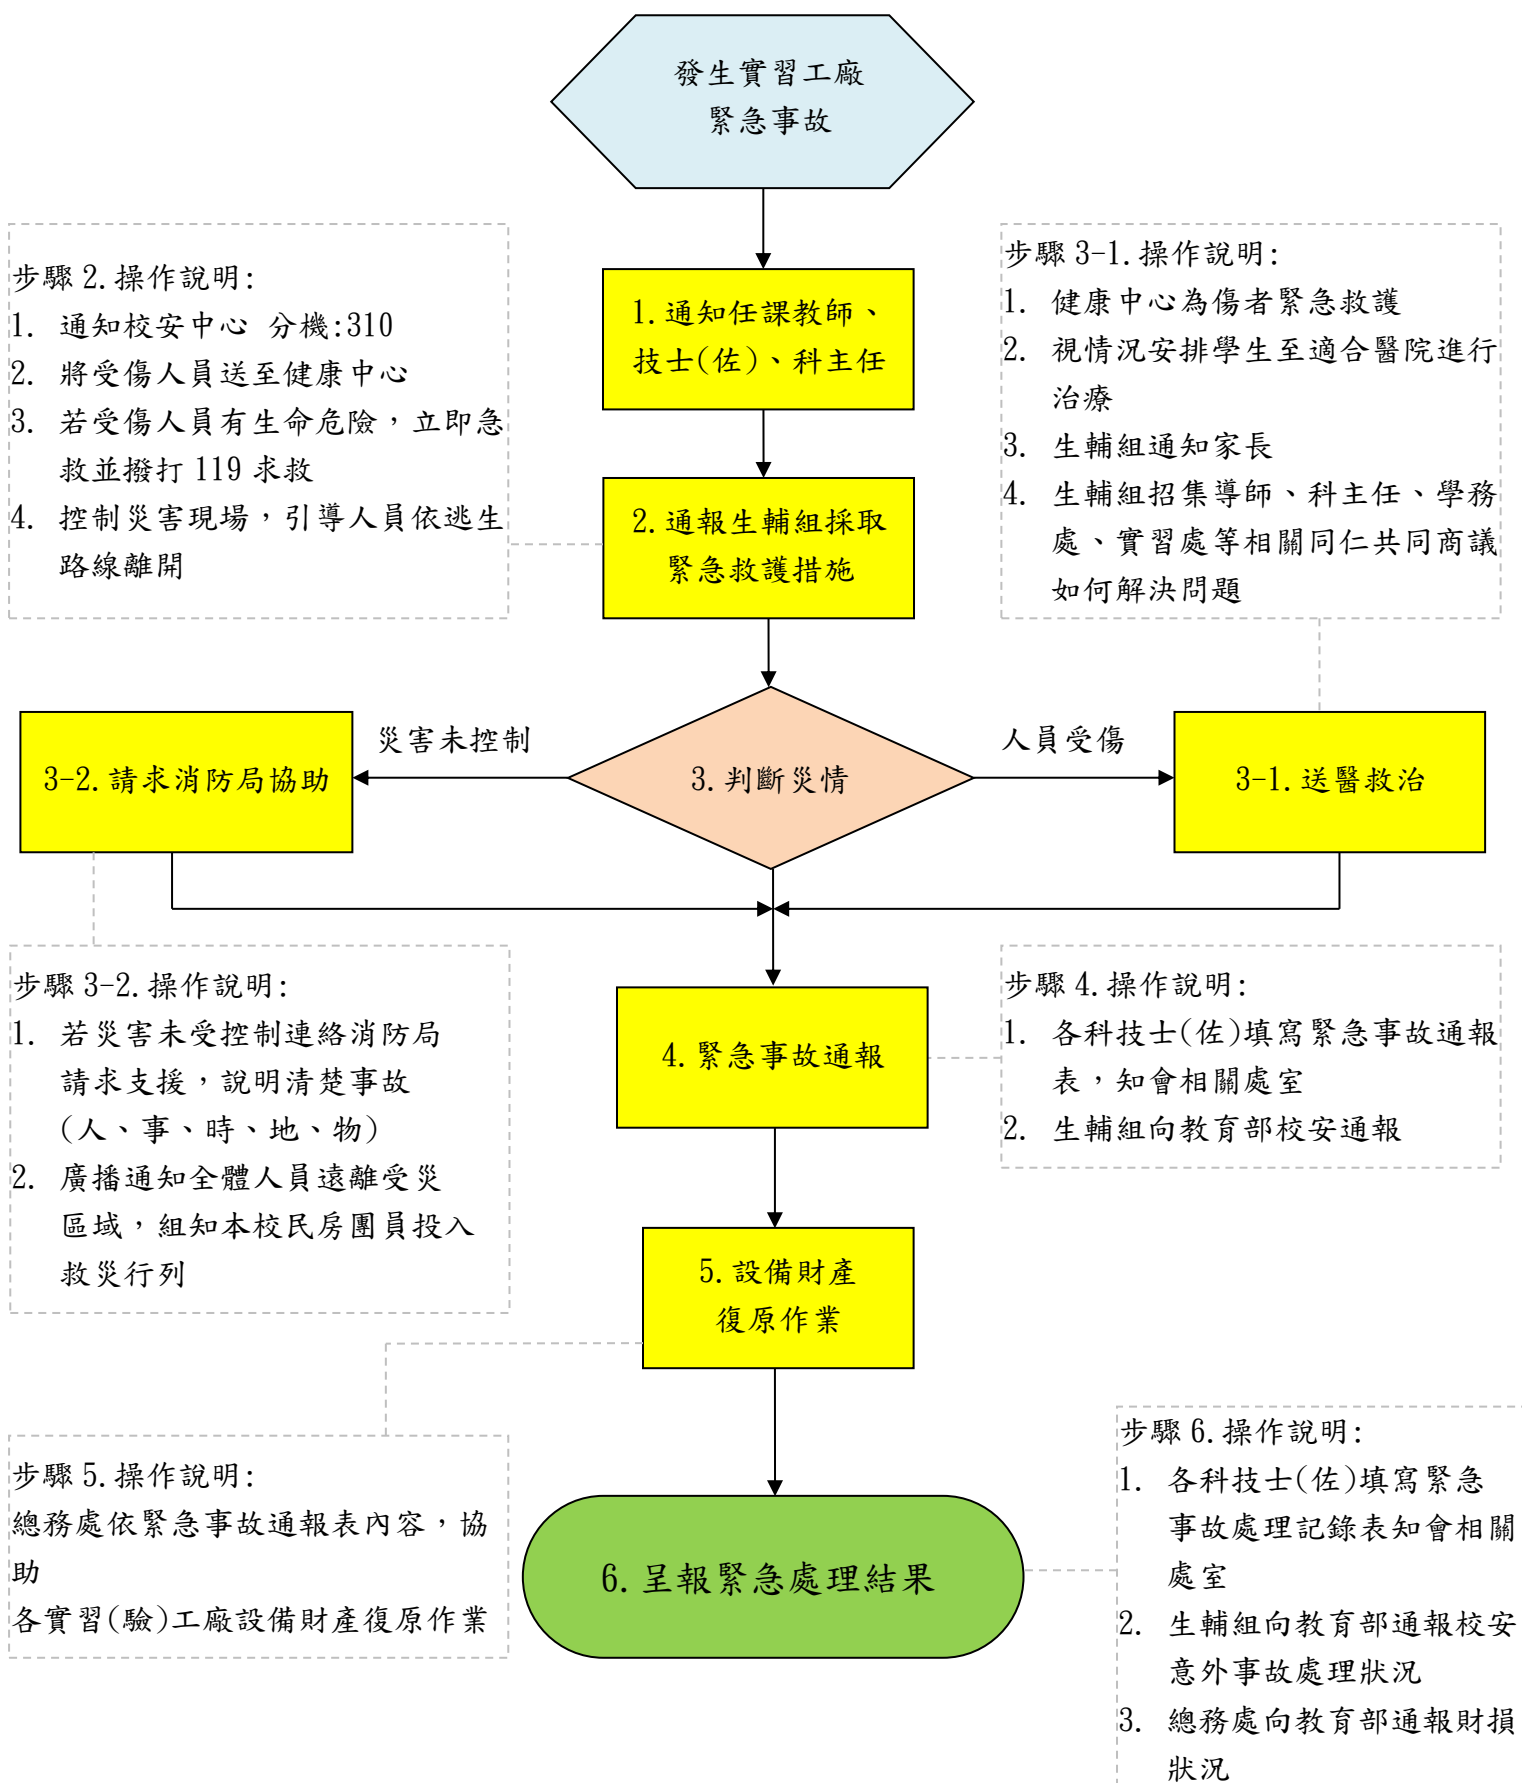 發生實習工廠
緊急事故
步驟 2.操作說明:
1. 通知校安中心 分機:310
2. 將受傷人員送至健康中心
3. 若受傷人員有生命危險，立即急
救並撥打 119 求救
4. 控制災害現場，引導人員依逃生
路線離開
1.通知任課教師、
技士(佐)、科主任
2.通報生輔組採取
緊急救護措施
步驟 3-1.操作說明:
1. 健康中心為傷者緊急救護
2. 視情況安排學生至適合醫院進行
治療
3. 生輔組通知家長
4. 生輔組招集導師、科主任、學務
處、實習處等相關同仁共同商議
如何解決問題
3-2.請求消防局協助
災害未控制
3.判斷災情
人員受傷
3-1.送醫救治
步驟 3-2.操作說明:
1. 若災害未受控制連絡消防局
請求支援，說明清楚事故
(人、事、時、地、物)
2. 廣播通知全體人員遠離受災
區域，組知本校民房團員投入
救災行列
4.緊急事故通報
步驟 4.操作說明:
1. 各科技士(佐)填寫緊急事故通報
表，知會相關處室
2. 生輔組向教育部校安通報
5.設備財產
復原作業
步驟 5.操作說明:
總務處依緊急事故通報表內容，協
助
各實習(驗)工廠設備財產復原作業
6.呈報緊急處理結果
步驟 6.操作說明:
1. 各科技士(佐)填寫緊急
事故處理記錄表知會相關
處室
2. 生輔組向教育部通報校安
意外事故處理狀況
3. 總務處向教育部通報財損
狀況